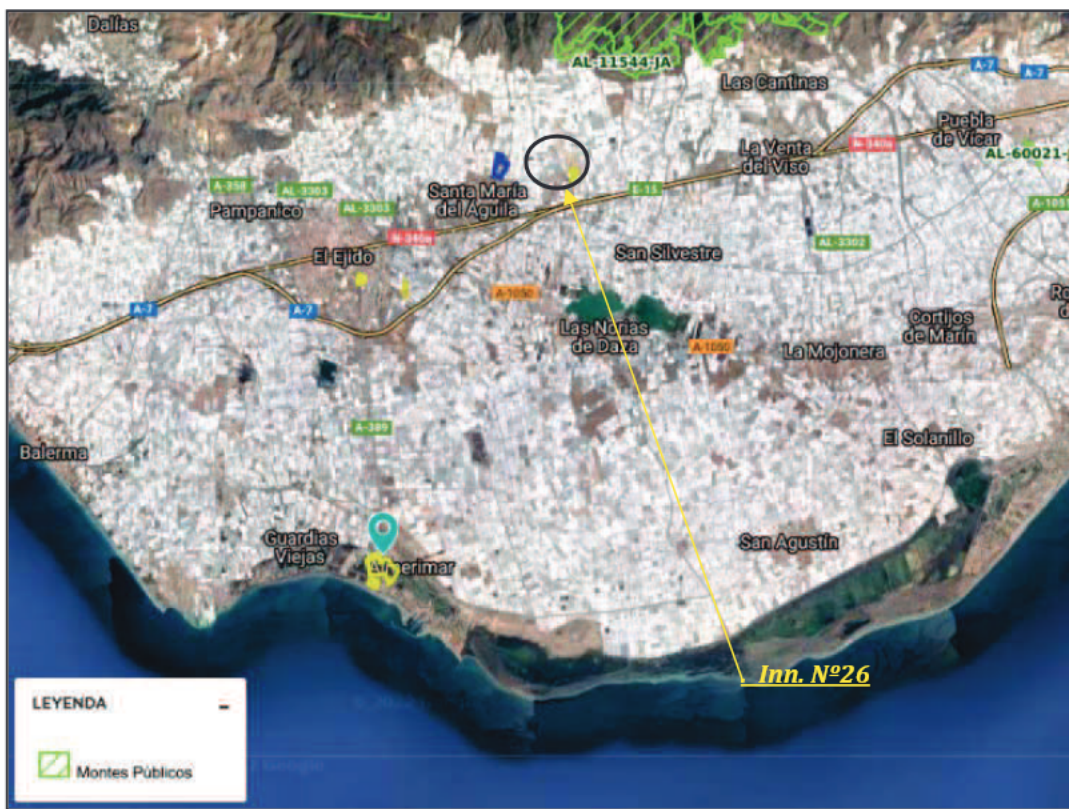 Dalías
AL-11544-JA
Las Cantinas
A-7
A-7
Puebla
de Vícar
N-340a
La Venta
del Viso
AL-60021-
A-358
AL-3303
Santa María
del Águila
E-15
A-1051
Pampanico
AL-3303
N-340a
AL-3302
El Ejido
San Silvestre
A-1050
A-7
A-7
Las Norias
de Daza
Cortijos
de Marín
A-1050
La Mojonera
A-389
El Solanillo
Balerma
Guardias
Viejas
San Agustín
Almerimar
Inn. Nº26
LEYENDA
Montes Públicos